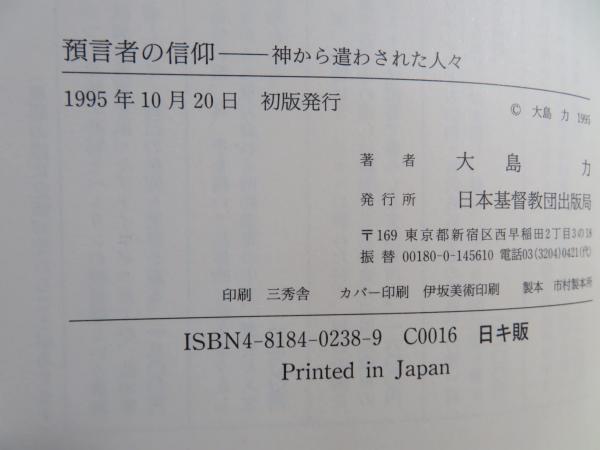 預言者の信仰――神から遣わされた人々
1995年10月20日 初版発行
© 大島 力 1995
著者 大島 力
発行所 日本基督教団出版局
〒169 東京都新宿区西早稲田2丁目3の18
振替 00180-0-145610 電話03(3204)0421(代)
印刷 三秀舎 カバー印刷 伊坂美術印刷 製本 市村製本所
ISBN4-8184-0238-9 C0016 日キ販
Printed in Japan